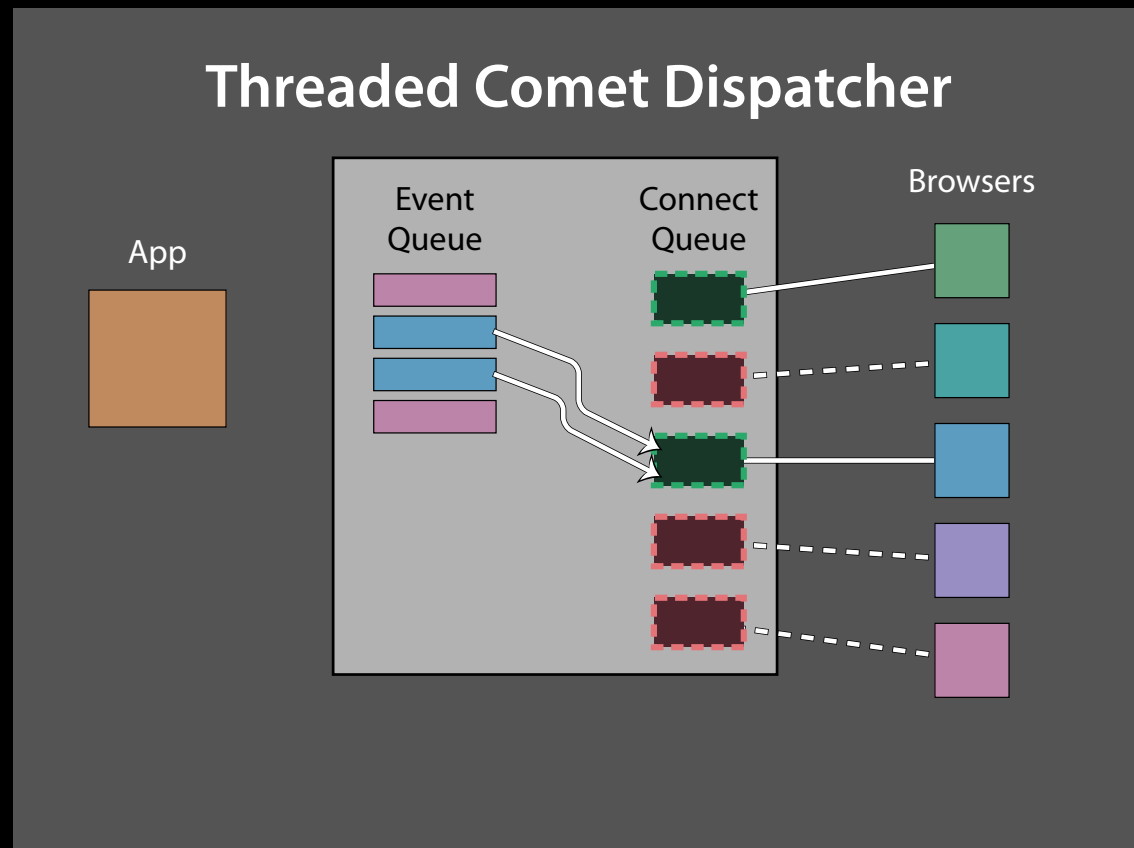 Threaded Comet Dispatcher
App
Event
Queue
Connect
Queue
Browsers